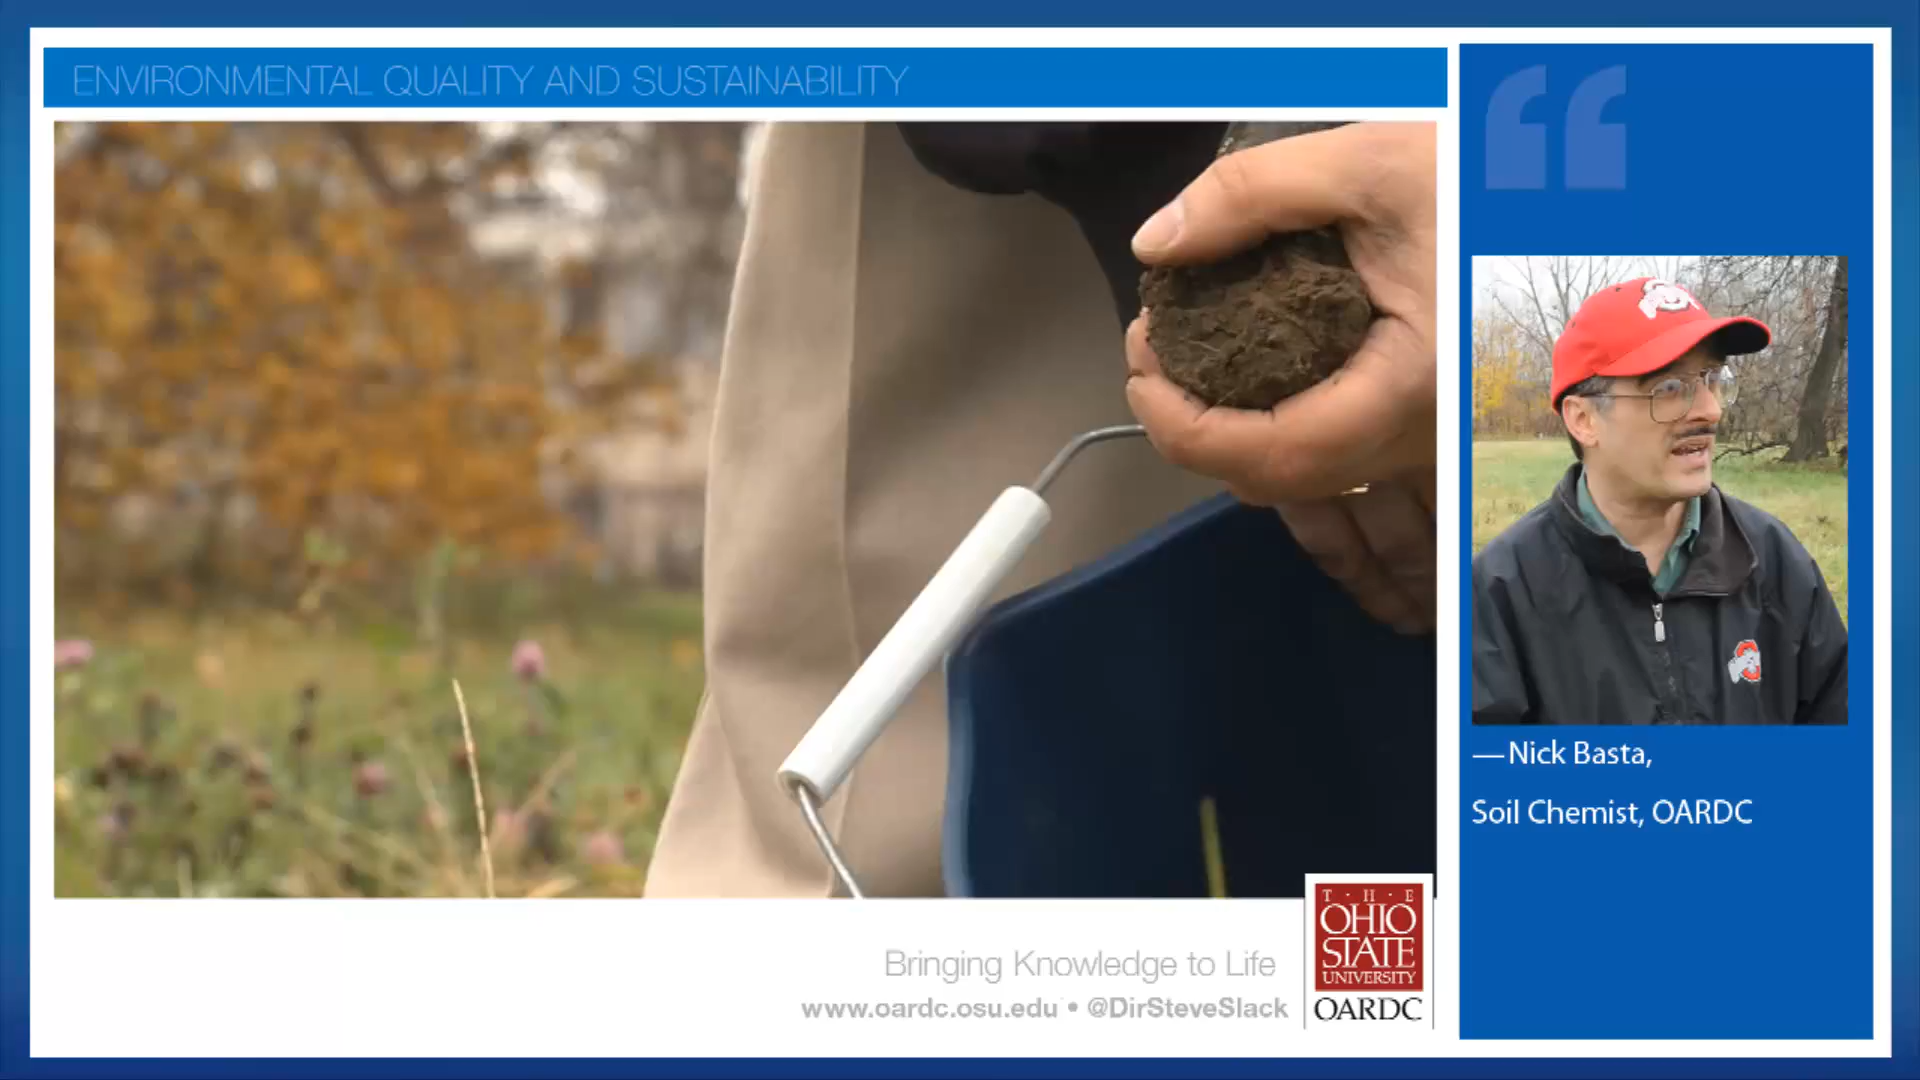 ENVIRONMENTAL QUALITY AND SUSTAINABILITY
“
—Nick Basta,
Soil Chemist, OARDC
Bringing Knowledge to Life
www.oardc.osu.edu • @DirSteveSlack
T · H · E
OHIO
STATE
UNIVERSITY
OARDC